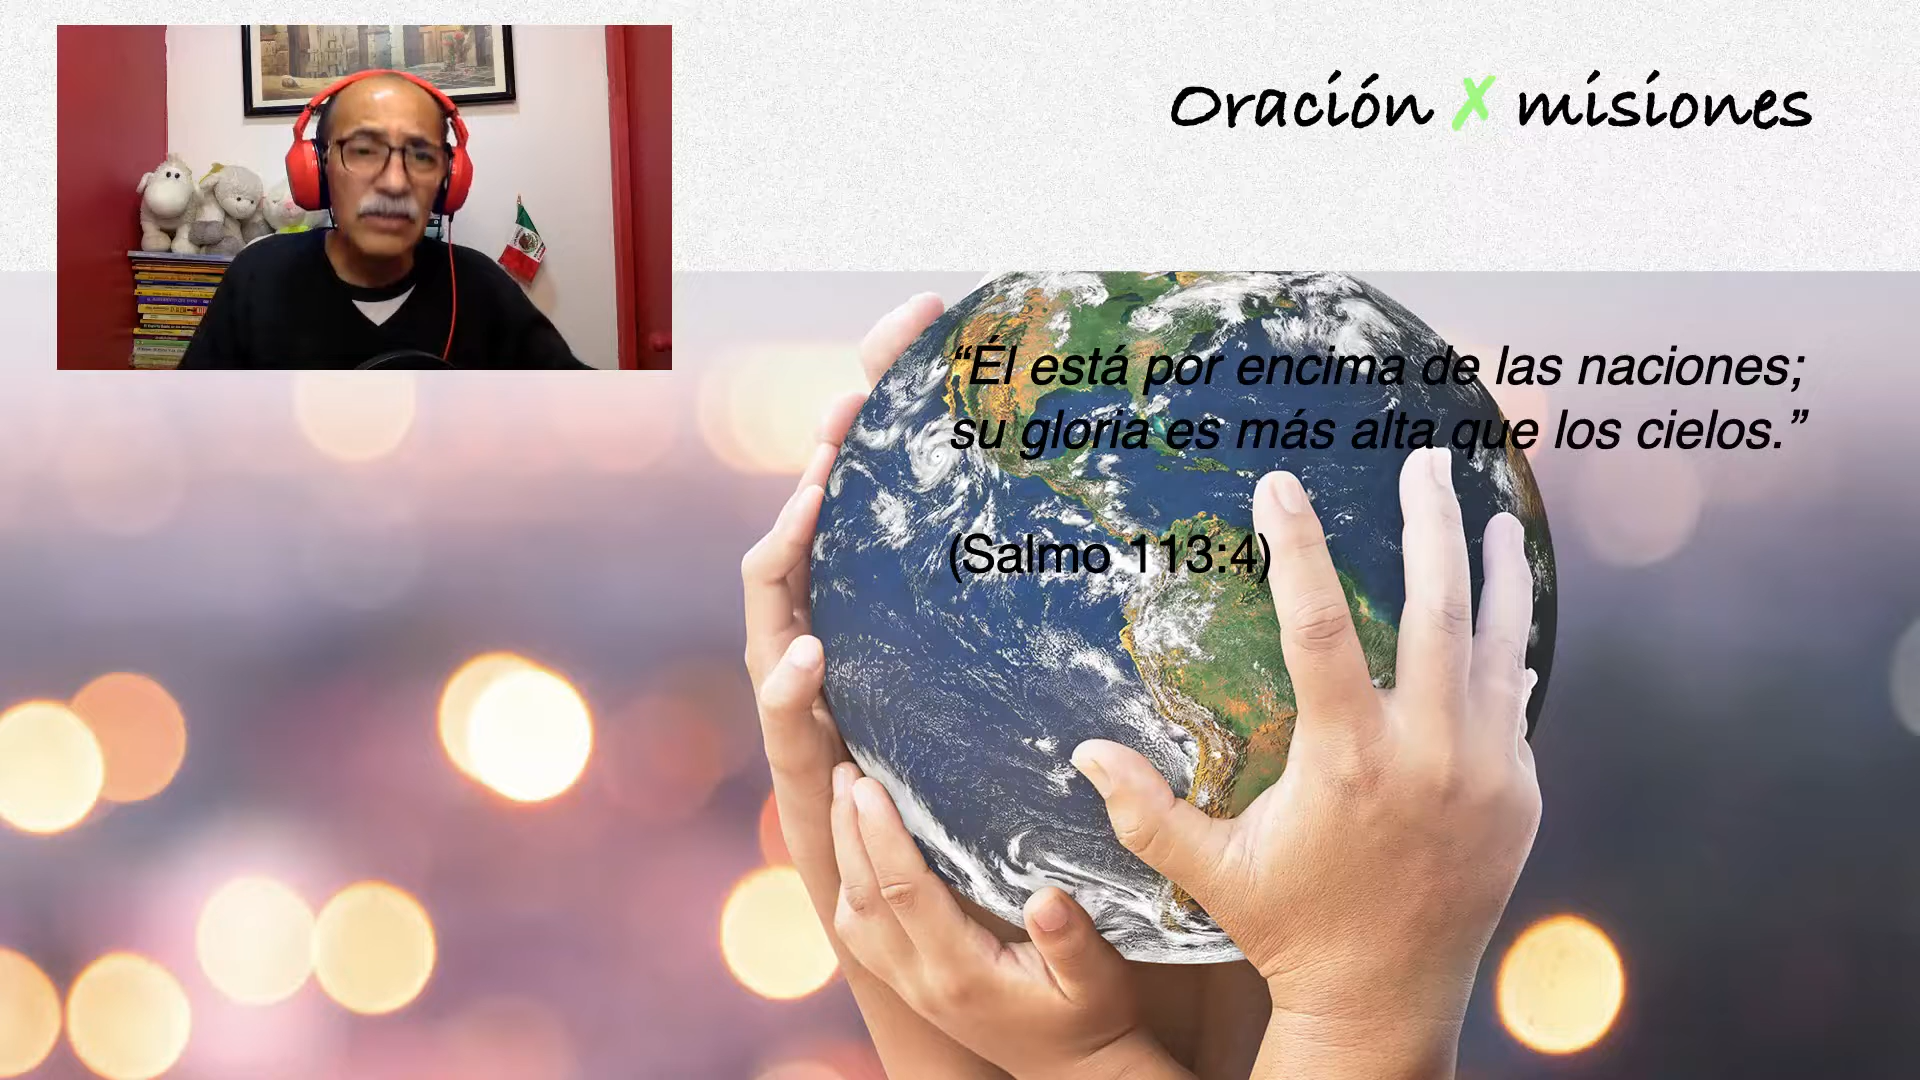 Oración X misiones
“Él está por encima de las naciones;
su gloria es más alta que los cielos.”
(Salmo 113:4)